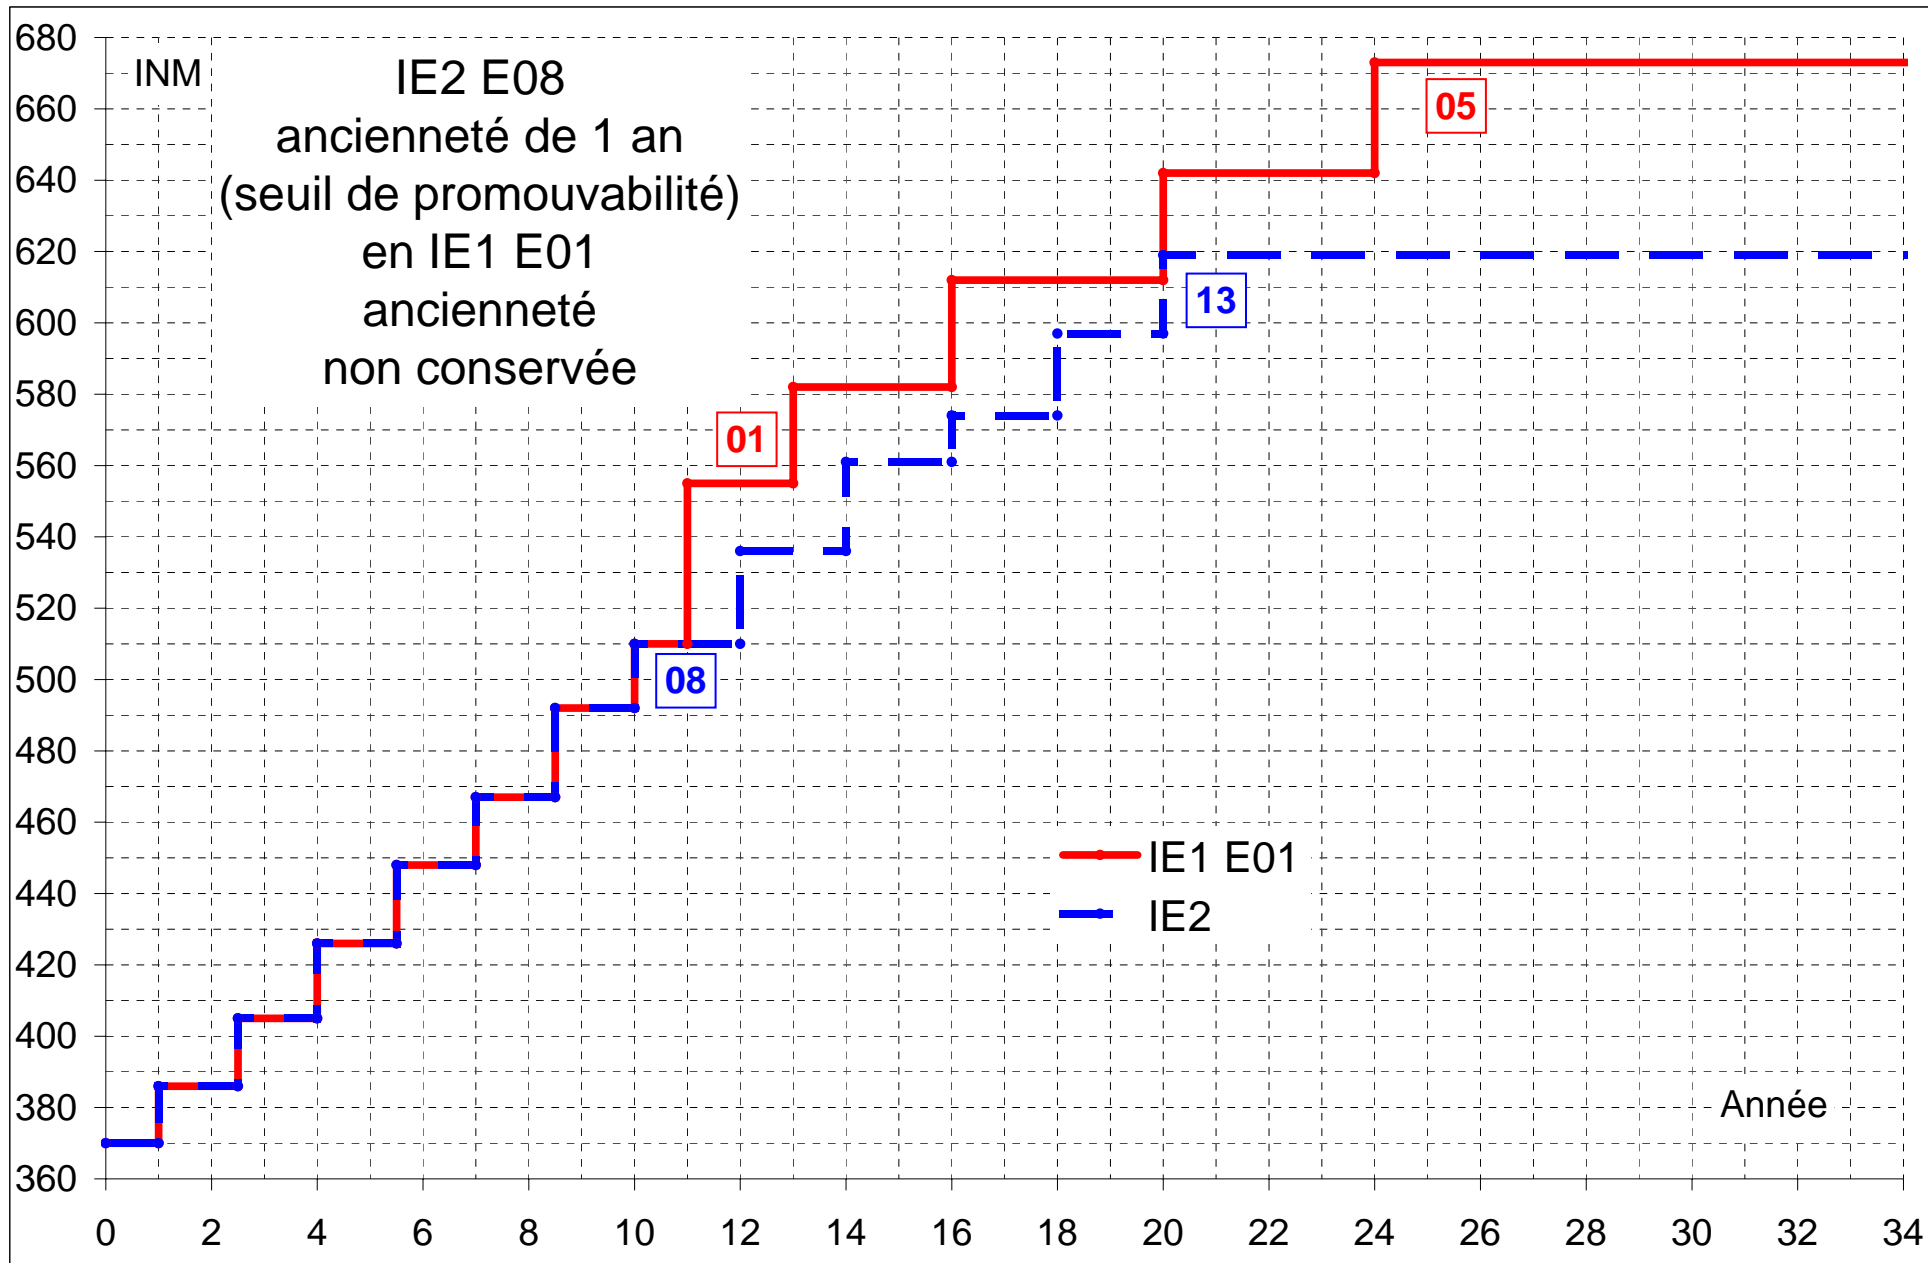 680
INM
IE2 E08
ancienneté de 1 an
(seuil de promouvabilité)
en IE1 E01
ancienneté
non conservée
660
640
620
600
580
560
540
520
500
480
460
440
420
400
380
360
05
13
01
08
IE1 E01
IE2
Année
0 2 4 6 8 10 12 14 16 18 20 22 24 26 28 30 32 34